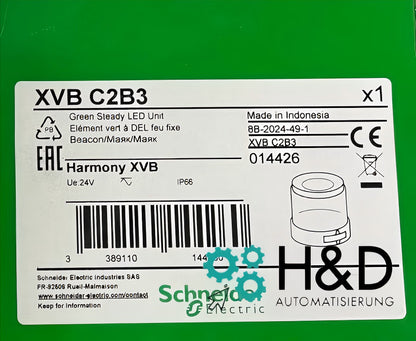 XVB C2B3
x1
Green Steady LED Unit
Elément vert à DEL feu fixe
Beacon/Маяк/Маяk
Made in Indonesia
8B-2024-49-1
XVB C2B3
014426
PB
CE
EAC
Harmony XVB
Ue:24V
IP66
3 389110
Schneider Electric industries SAS
FR-92506 Rueil-Malmaison
www.schneider-electric.com/contact
Keep for Information
Schneider
Electric
H&D
AUTOMATISIERUNG